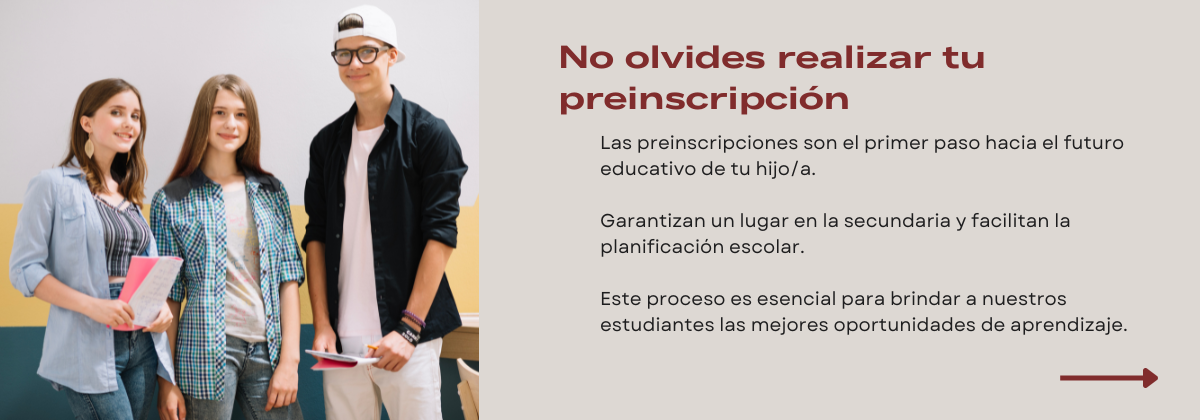 No olvides realizar tu
preinscripción
Las preinscripciones son el primer paso hacia el futuro
educativo de tu hijo/a.
Garantizan un lugar en la secundaria y facilitan la
planificación escolar.
Este proceso es esencial para brindar a nuestros
estudiantes las mejores oportunidades de aprendizaje.